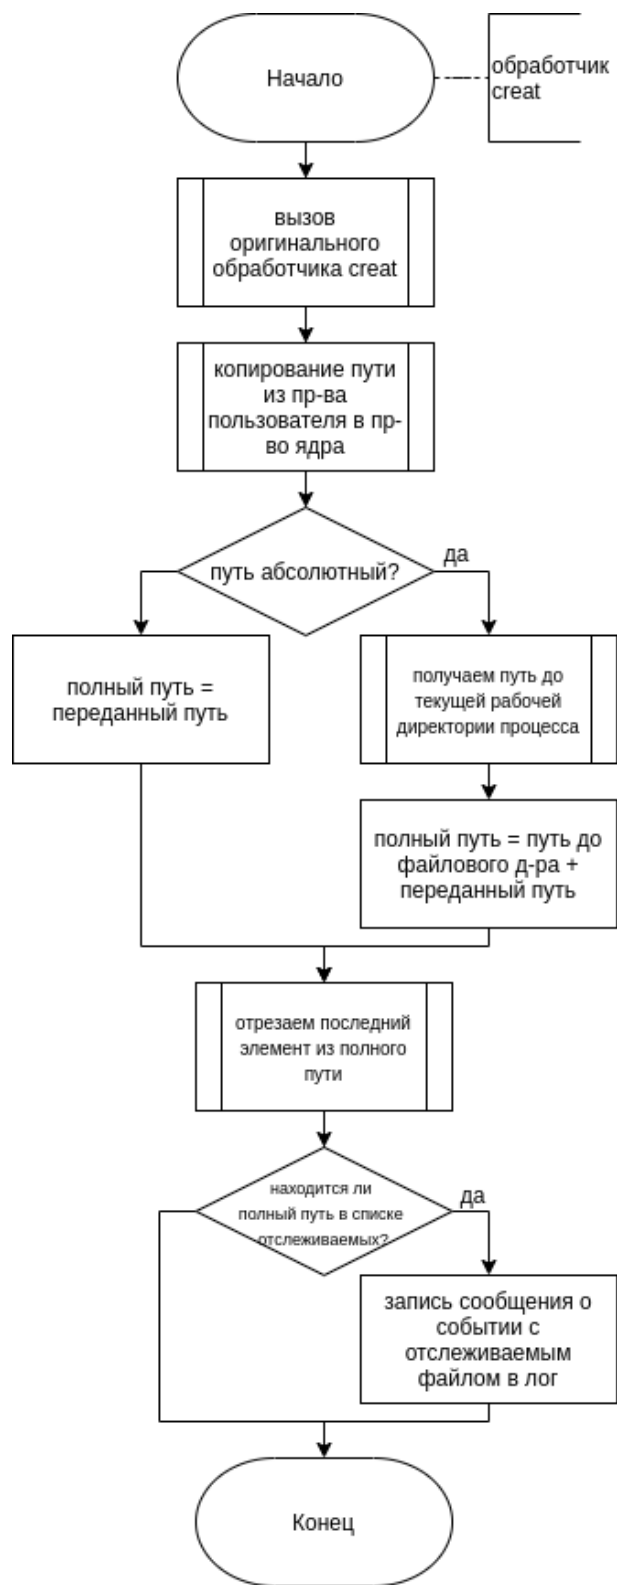 Начало
обработчик
creat
вызов
оригинального
обработчика creat
копирование пути
из пр-ва
пользователя в пр-
во ядра
путь абсолютный?
да
полный путь =
переданный путь
получаем путь до
текущей рабочей
директории процесса
полный путь = путь до
файлового д-ра +
переданный путь
отрезаем последний
элемент из полного
пути
находится ли
полный путь в списке
отслеживаемых?
да
запись сообщения о
событии с
отслеживаемым
файлом в лог
Конец